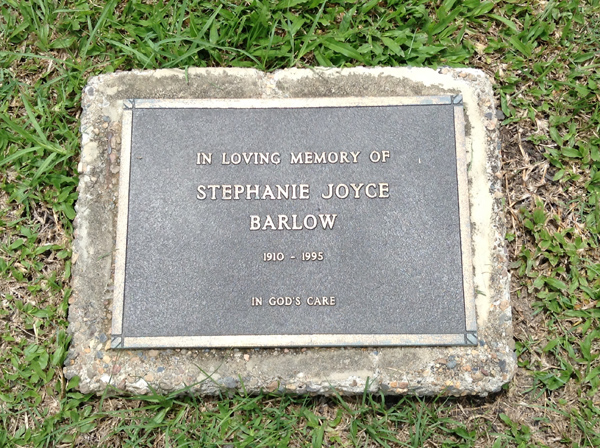 IN LOVING MEMORY OF
STEPHANIE JOYCE
BARLOW
1910 - 1995
IN GOD'S CARE